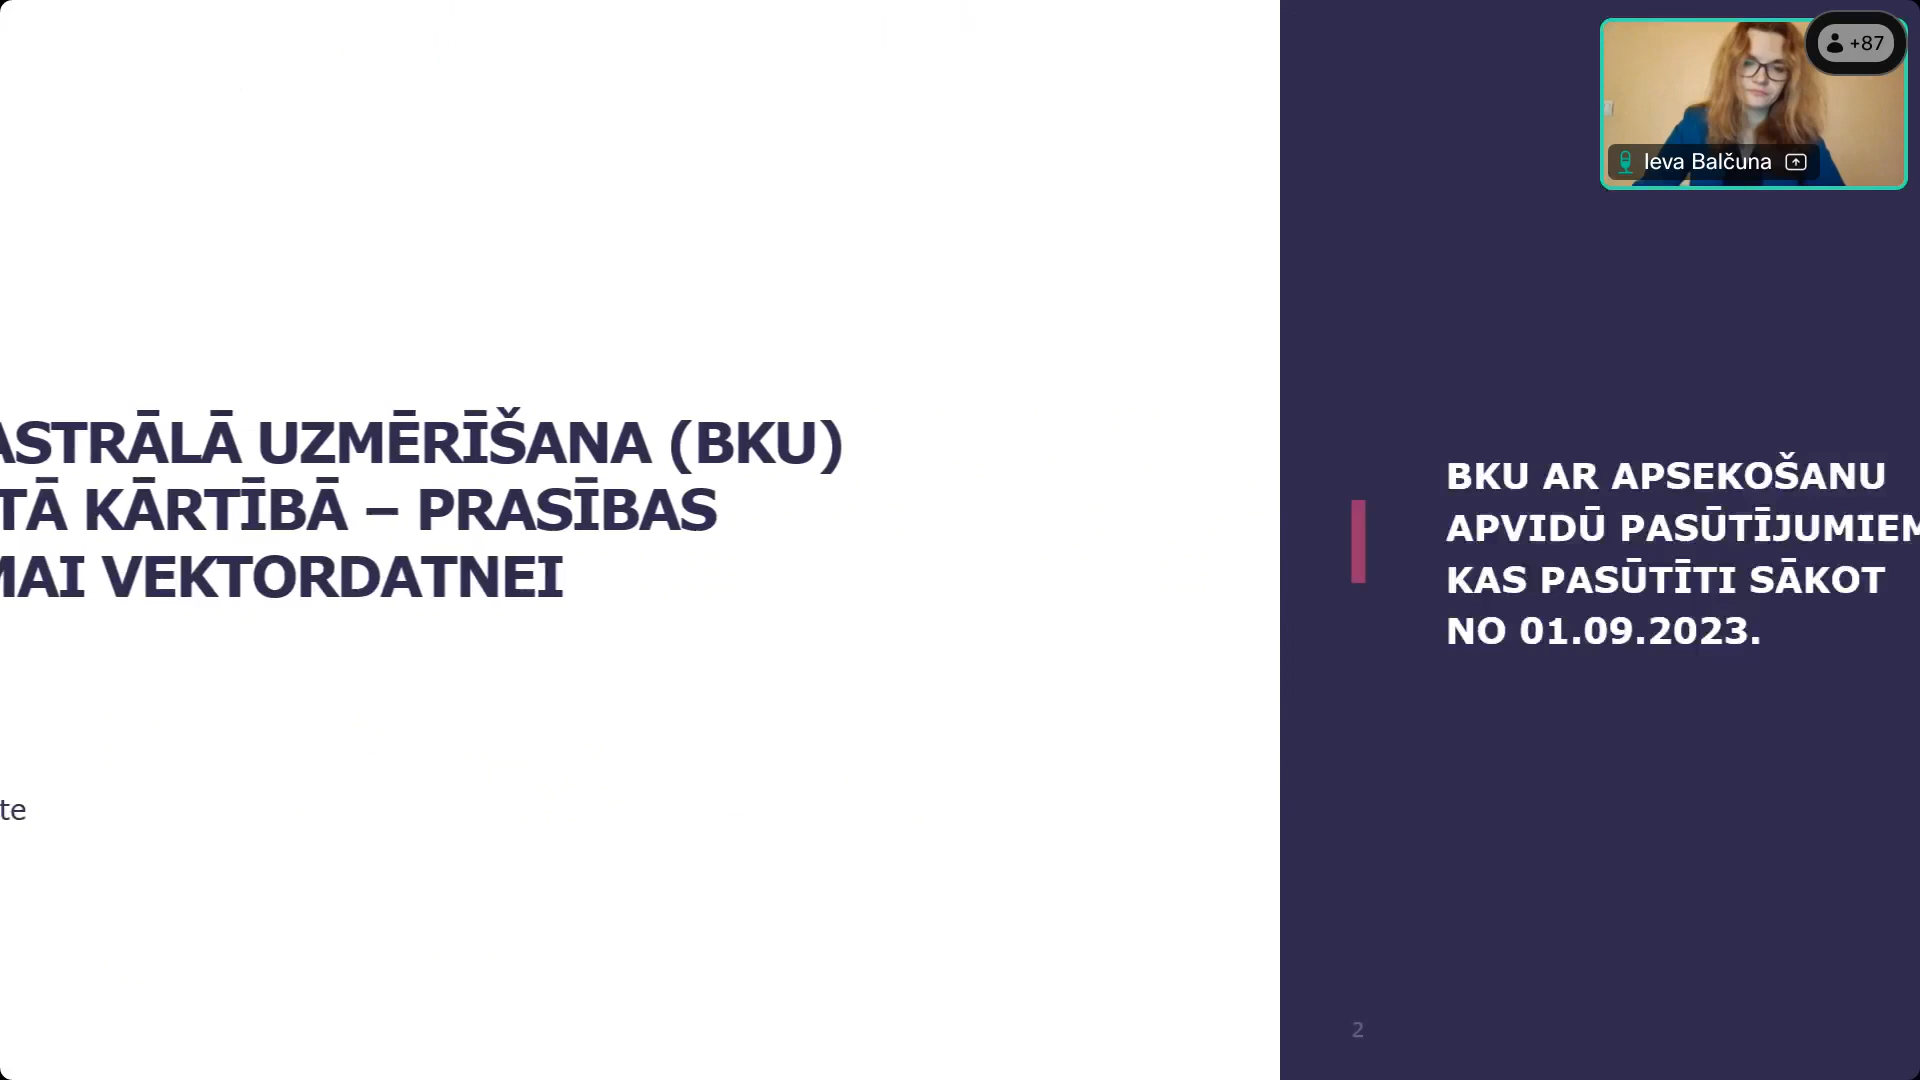 ASTRĀLĀ UZMĒRĪŠANA (BKU)
TĀ KĀRTĪBĀ – PRASĪBAS
MAI VEKTORDATNEI
te
+87
Ieva Balčuna
BKU AR APSEKOŠANU
APVIDŪ PASŪTĪJUMIEM
KAS PASŪTĪTI SĀKOT
NO 01.09.2023.
2